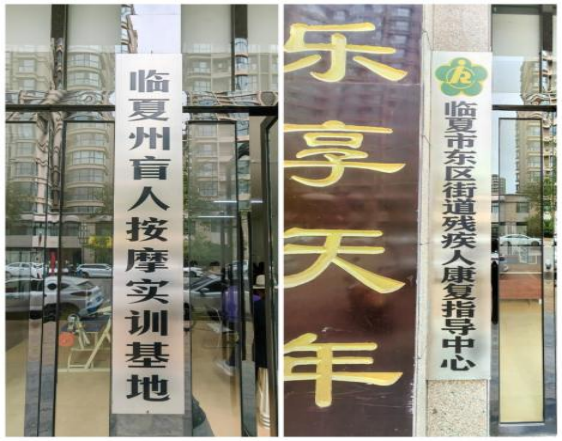 临夏州盲人按摩实训基地
乐享天年
临夏市东区街道残疾人康复指导中心